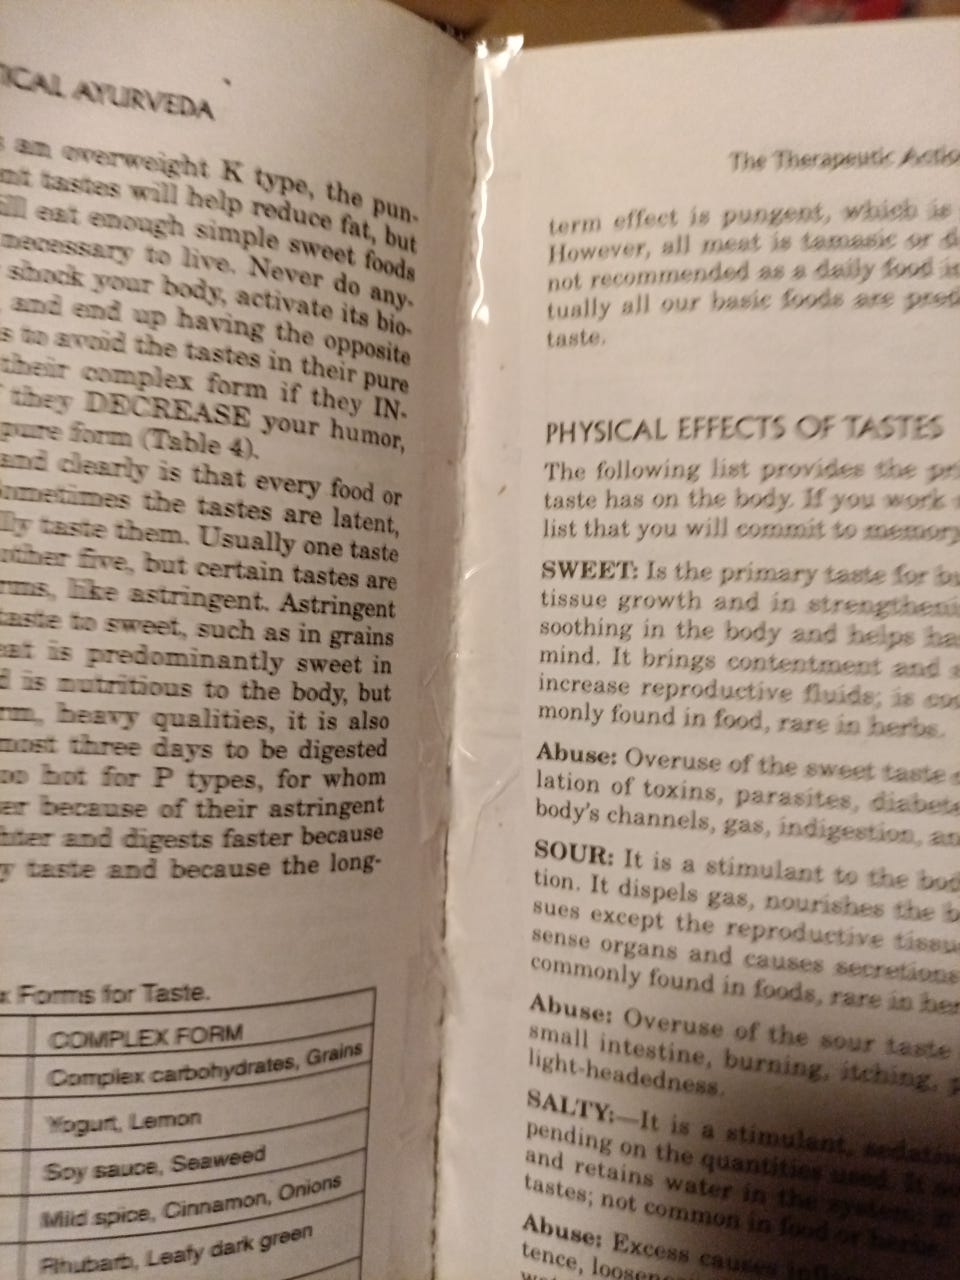 ICAL AYURVEDA
an overweight K type, the pun-
nt tastes will help reduce fat, but
ill eat enough simple sweet foods
necessary to live. Never do any-
shock your body, activate its bio-
and end up having the opposite
s to avoid the tastes in their pure
their complex form if they IN-
they DECREASE your humor,
pure form (Table 4).
and clearly is that every food or
ometimes the tastes are latent,
lly taste them. Usually one taste
other five, but certain tastes are
rms, like astringent. Astringent
taste to sweet, such as in grains
eat is predominantly sweet in
d is nutritious to the body, but
rm, heavy qualities, it is also
most three days to be digested
oo hot for P types, for whom
er because of their astringent
hter and digests faster because
y taste and because the long-
x Forms for Taste.
COMPLEX FORM
Complex carbohydrates, Grains
Yogurt, Lemon
Soy sauce, Seaweed
Mild spice, Cinnamon, Onions
Rhubarb, Leafy dark green
The Therapeutic Actio
term effect is pungent, which is
However, all meat is tamasic or d
not recommended as a daily food i
tually all our basic foods are pred
taste.
PHYSICAL EFFECTS OF TASTES
The following list provides the pri
taste has on the body. If you work
list that you will commit to memory
SWEET: Is the primary taste for bu
tissue growth and in strengtheni
soothing in the body and helps ha
mind. It brings contentment and
increase reproductive fluids; is coo
monly found in food, rare in herbs.
Abuse: Overuse of the sweet taste
lation of toxins, parasites, diabete
body's channels, gas, indigestion, an
SOUR: It is a stimulant to the bod
tion. It dispels gas, nourishes the b
sues except the reproductive tissu
sense organs and causes secretions
commonly found in foods, rare in her
Abuse: Overuse of the sour taste
small intestine, burning, itching, p
light-headedness.
SALTY:—It is a stimulant, sedativ
pending on the quantities used. It
and retains water in the system.
tastes; not common in food or herbs.
Abuse: Excess causes infl
tence, loosen